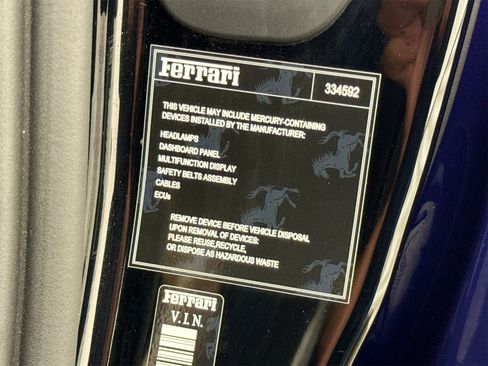 Ferrari
334592
THIS VEHICLE MAY INCLUDE MERCURY-CONTAINING
DEVICES INSTALLED BY THE MANUFACTURER:
HEADLAMPS
DASHBOARD PANEL
MULTIFUNCTION DISPLAY
SAFETY BELTS ASSEMBLY
CABLES
ECUs
REMOVE DEVICE BEFORE VEHICLE DISPOSAL
UPON REMOVAL OF DEVICES:
PLEASE REUSE,RECYCLE,
OR DISPOSE AS HAZARDOUS WASTE
Ferrari
V.I.N.